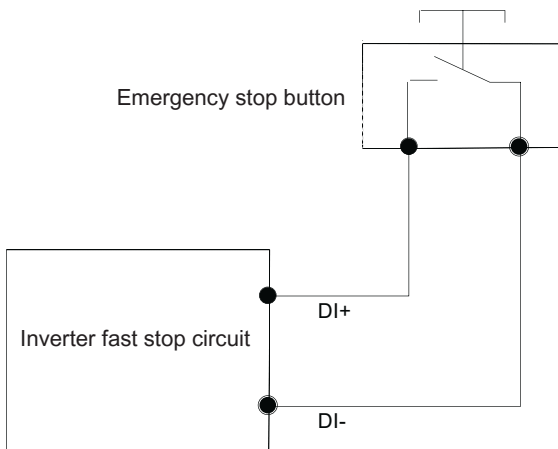 Emergency stop button
DI+
Inverter fast stop circuit
DI-